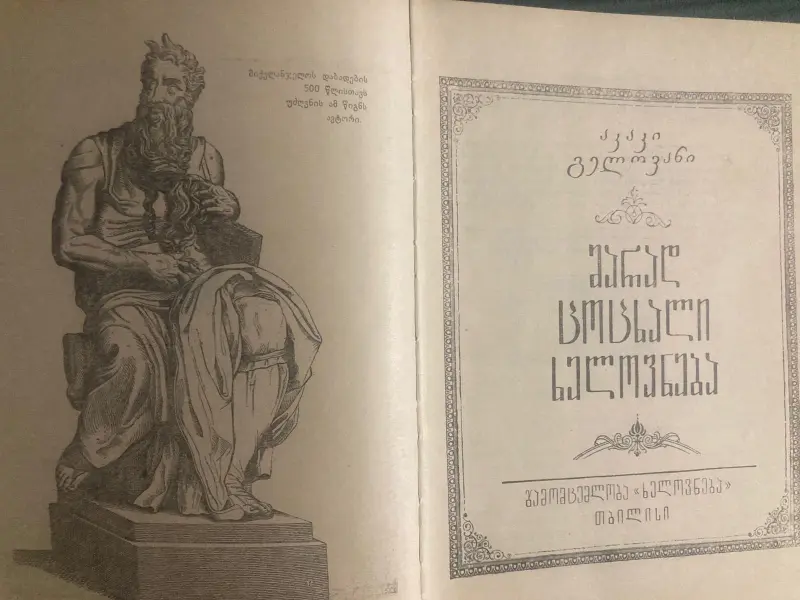 მიქელანჯელოს დაბადების
500 წლისთავს
უძღვნის ამ წიგნს
ავტორი.
აკაკი
გელოვანი
მარად
ცოცხალი
ხელოვნება
გამომცემლობა «ხელოვნება»
თბილისი